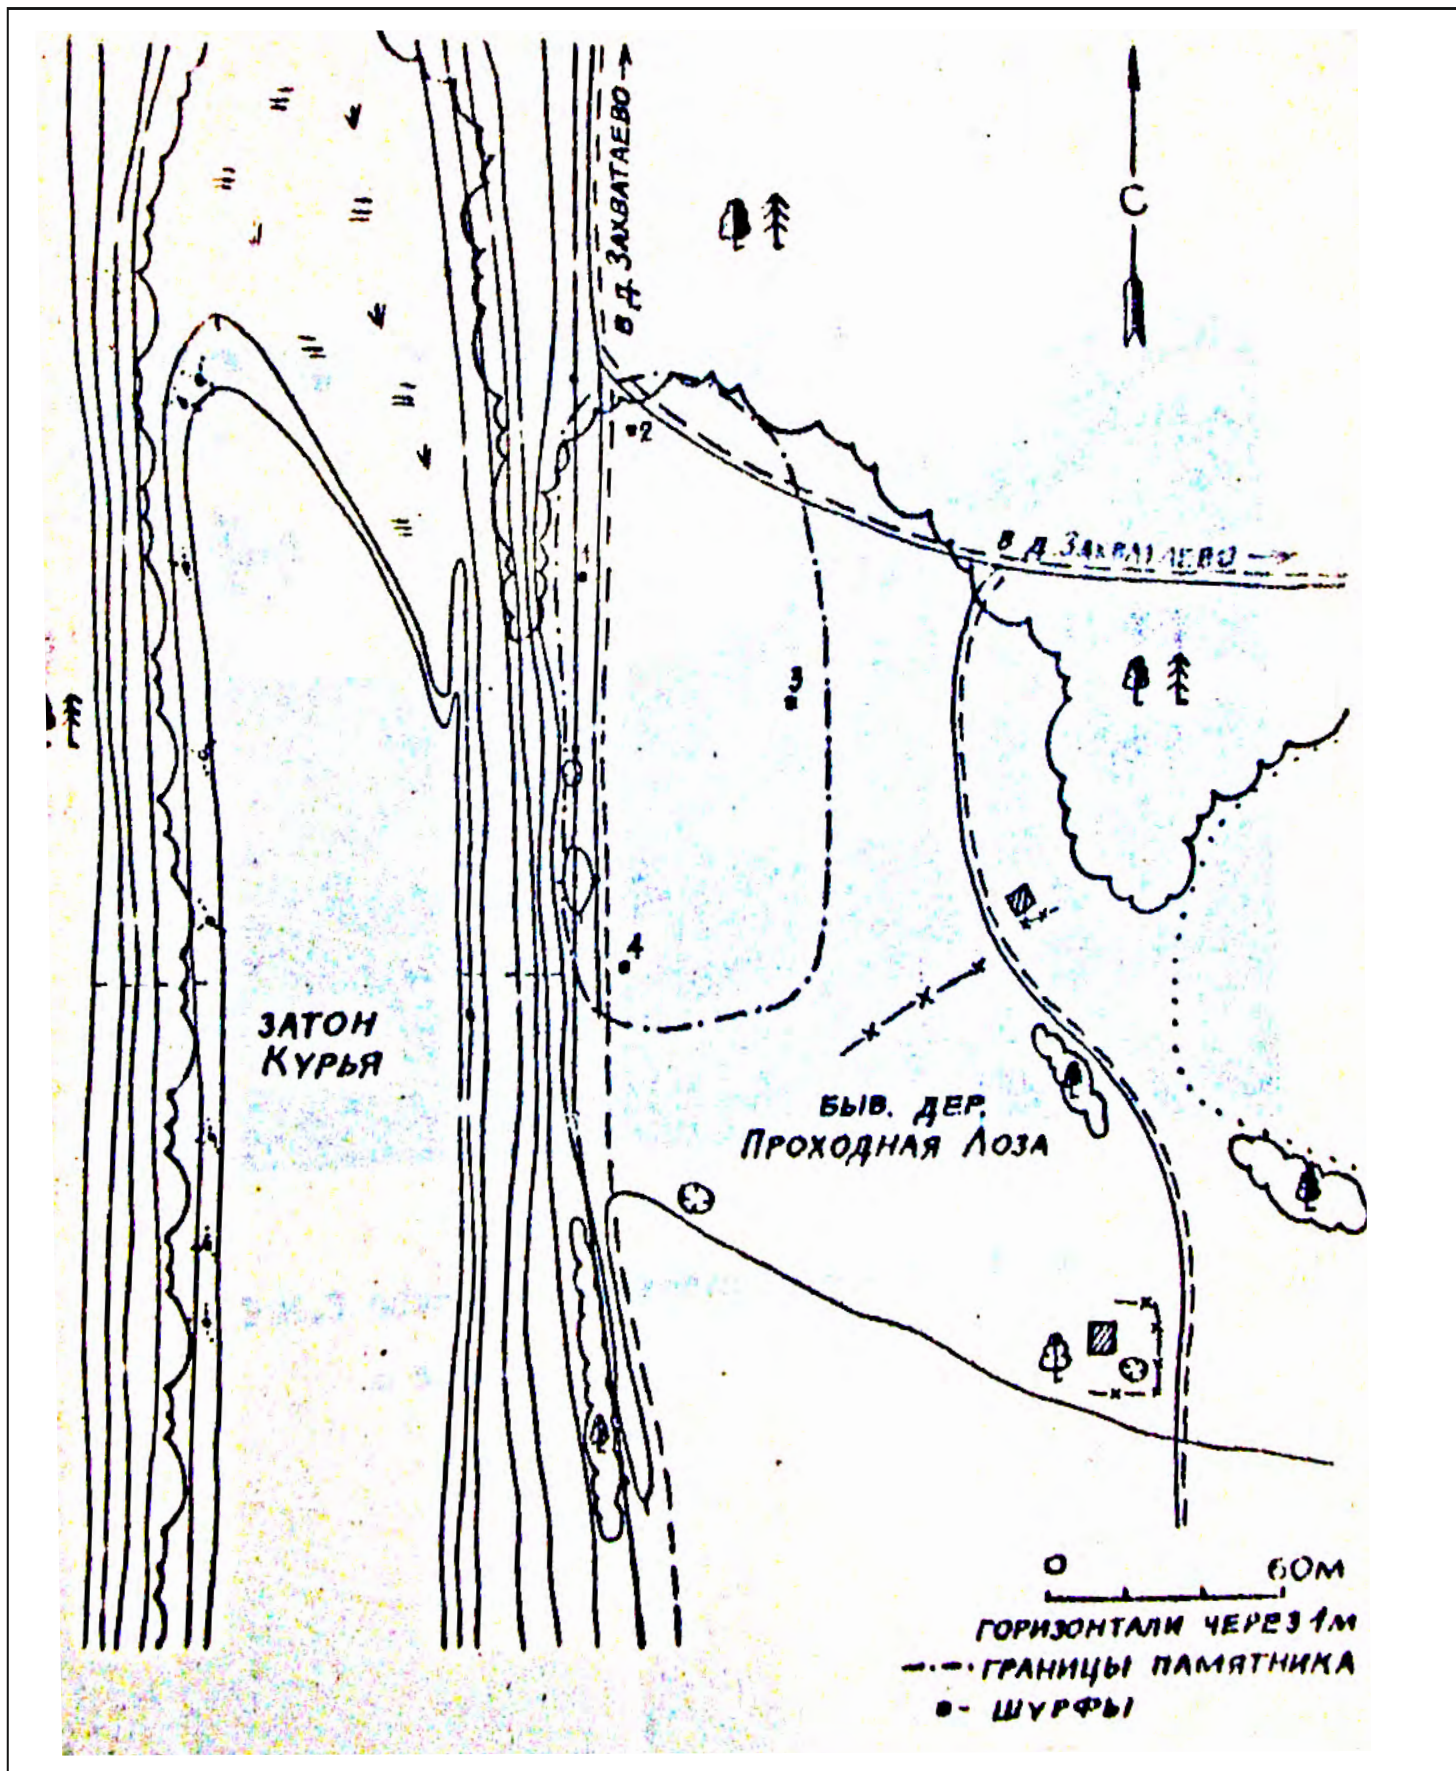 В Д. ЗАХВАТАЕВО
С
2
1
В Д. ЗАХВАТАЕВО
3
4
ЗАТОН
КУРЬЯ
БЫВ. ДЕР.
ПРОХОДНАЯ ЛОЗА
0 60М
ГОРИЗОНТАЛИ ЧЕРЕЗ 1М
ГРАНИЦЫ ПАМЯТНИКА
- ШУРФЫ